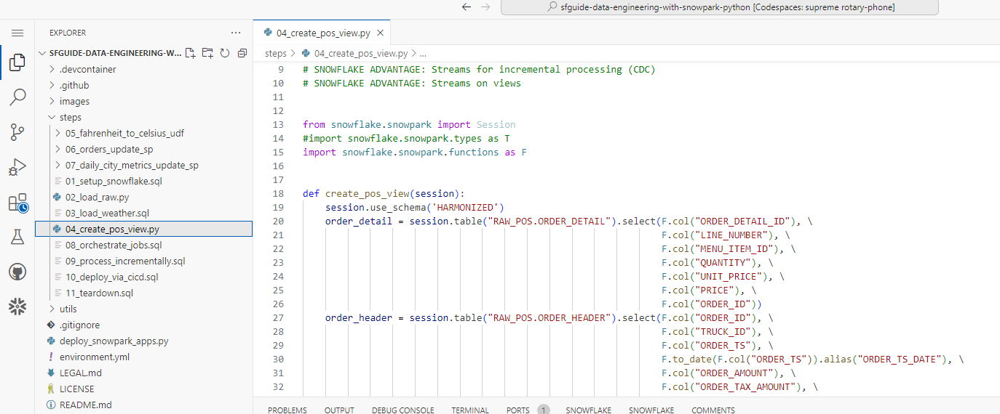 sfguide-data-engineering-with-snowpark-python [Codespaces: supreme rotary-phone]
EXPLORER
SFGUIDE-DATA-ENGINEERING-W...
.devcontainer
.github
images
steps
05_fahrenheit_to_celsius_udf
06_orders_update_sp
07_daily_city_metrics_update_sp
01_setup_snowflake.sql
02_load_raw.py
03_load_weather.sql
04_create_pos_view.py
08_orchestrate_jobs.sql
09_process_incrementally.sql
10_deploy_via_cicd.sql
11_teardown.sql
utils
.gitignore
deploy_snowpark_apps.py
environment.yml
LEGAL.md
LICENSE
README.md
04_create_pos_view.py
steps > 04_create_pos_view.py > ...
9 # SNOWFLAKE ADVANTAGE: Streams for incremental processing (CDC)
10 # SNOWFLAKE ADVANTAGE: Streams on views
11
12
13 from snowflake.snowpark import Session
14 #import snowflake.snowpark.types as T
15 import snowflake.snowpark.functions as F
16
17
18 def create_pos_view(session):
19 session.use_schema('HARMONIZED')
20 order_detail = session.table("RAW_POS.ORDER_DETAIL").select(F.col("ORDER_DETAIL_ID"), \
21 F.col("LINE_NUMBER"), \
22 F.col("MENU_ITEM_ID"), \
23 F.col("QUANTITY"), \
24 F.col("UNIT_PRICE"), \
25 F.col("PRICE"), \
26 F.col("ORDER_ID"))
27 order_header = session.table("RAW_POS.ORDER_HEADER").select(F.col("ORDER_ID"), \
28 F.col("TRUCK_ID"), \
29 F.col("ORDER_TS"), \
30 F.to_date(F.col("ORDER_TS")).alias("ORDER_TS_DATE"), \
31 F.col("ORDER_AMOUNT"), \
32 F.col("ORDER_TAX_AMOUNT"), \
PROBLEMS OUTPUT DEBUG CONSOLE TERMINAL PORTS 1 SNOWFLAKE SNOWFLAKE COMMENTS